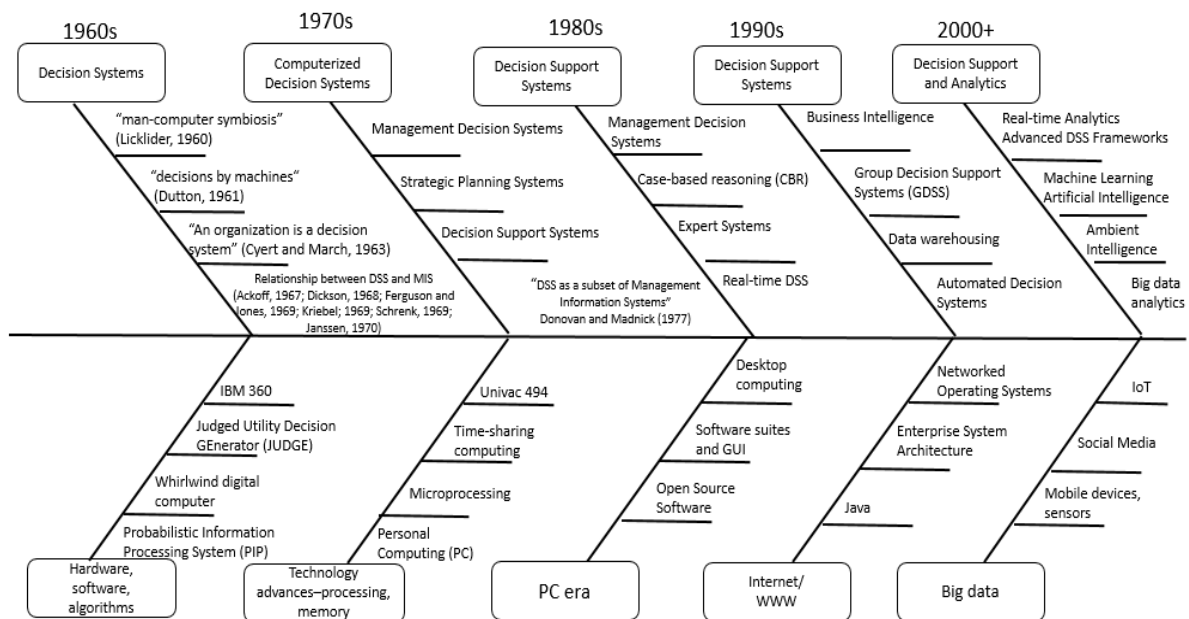 1960s
Decision Systems
“man-computer symbiosis“
(Licklider, 1960)
“decisions by machines“
(Dutton, 1961)
“An organization is a decision
system“ (Cyert and March, 1963)
Relationship between DSS and MIS
(Ackoff, 1967; Dickson, 1968; Ferguson and
Jones, 1969; Kriebel; 1969; Schrenk, 1969;
Janssen, 1970)
1970s
Computerized
Decision Systems
Management Decision Systems
Strategic Planning Systems
Decision Support Systems
“DSS as a subset of Management
Information Systems”
Donovan and Madnick (1977)
1980s
Decision Support
Systems
Management Decision
Systems
Case-based reasoning (CBR)
Expert Systems
Real-time DSS
1990s
Decision Support
Systems
Business Intelligence
Group Decision Support
Systems (GDSS)
Data warehousing
Automated Decision
Systems
2000+
Decision Support
and Analytics
Real-time Analytics
Advanced DSS Frameworks
Machine Learning
Artificial Intelligence
Ambient
Intelligence
Big data
analytics
IBM 360
Judged Utility Decision
GEnerator (JUDGE)
Whirlwind digital
computer
Probabilistic Information
Processing System (PIP)
Hardware,
software,
algorithms
Univac 494
Time-sharing
computing
Microprocessing
Personal
Computing (PC)
Technology
advances–processing,
memory
Desktop
computing
Software suites
and GUI
Open Source
Software
PC era
Networked
Operating Systems
Enterprise System
Architecture
Java
Internet/
WWW
IoT
Social Media
Mobile devices,
sensors
Big data